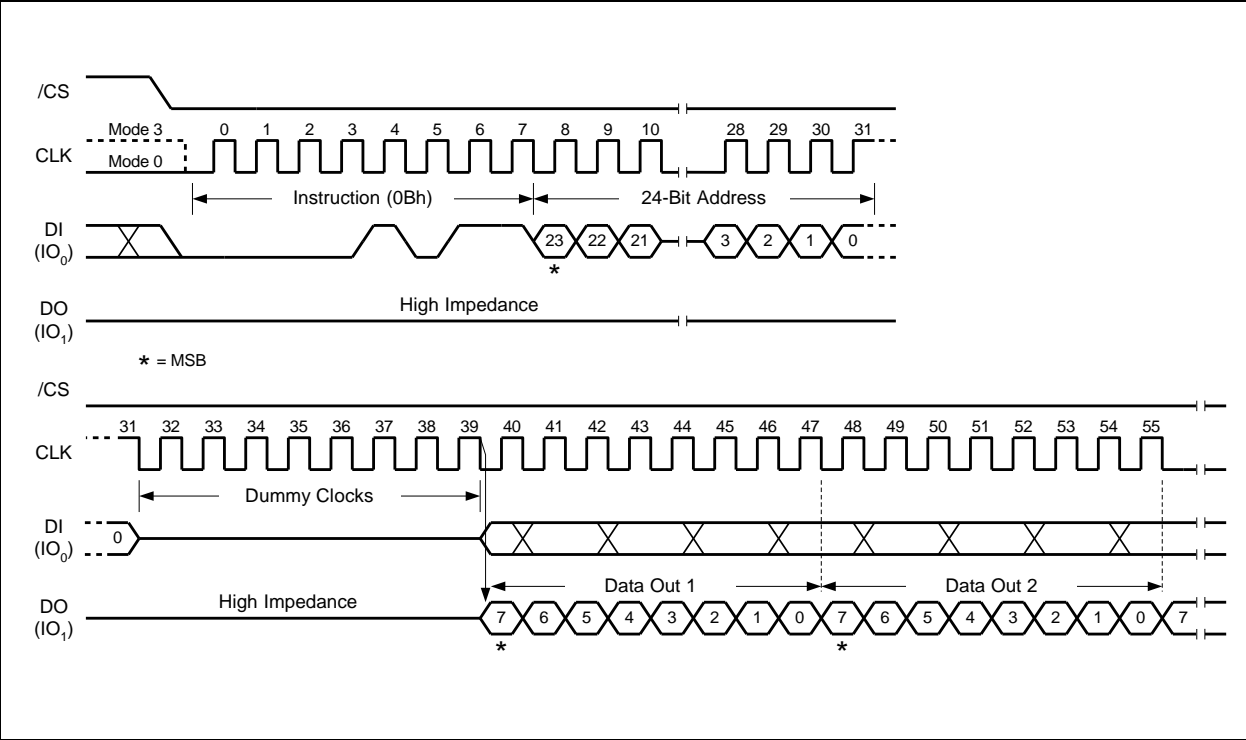 /CS
Mode 3
0 1 2 3 4 5 6 7 8 9 10 28 29 30 31
CLK
Mode 0
Instruction (0Bh) 24-Bit Address
DI
(IO0)
23 22 21 3 2 1 0
*
High Impedance
DO
(IO1)
* = MSB
/CS
31 32 33 34 35 36 37 38 39 40 41 42 43 44 45 46 47 48 49 50 51 52 53 54 55
CLK
Dummy Clocks
DI
(IO0)
0
Data Out 1 Data Out 2
High Impedance
DO
(IO1)
7 6 5 4 3 2 1 0 7 6 5 4 3 2 1 0 7
* *